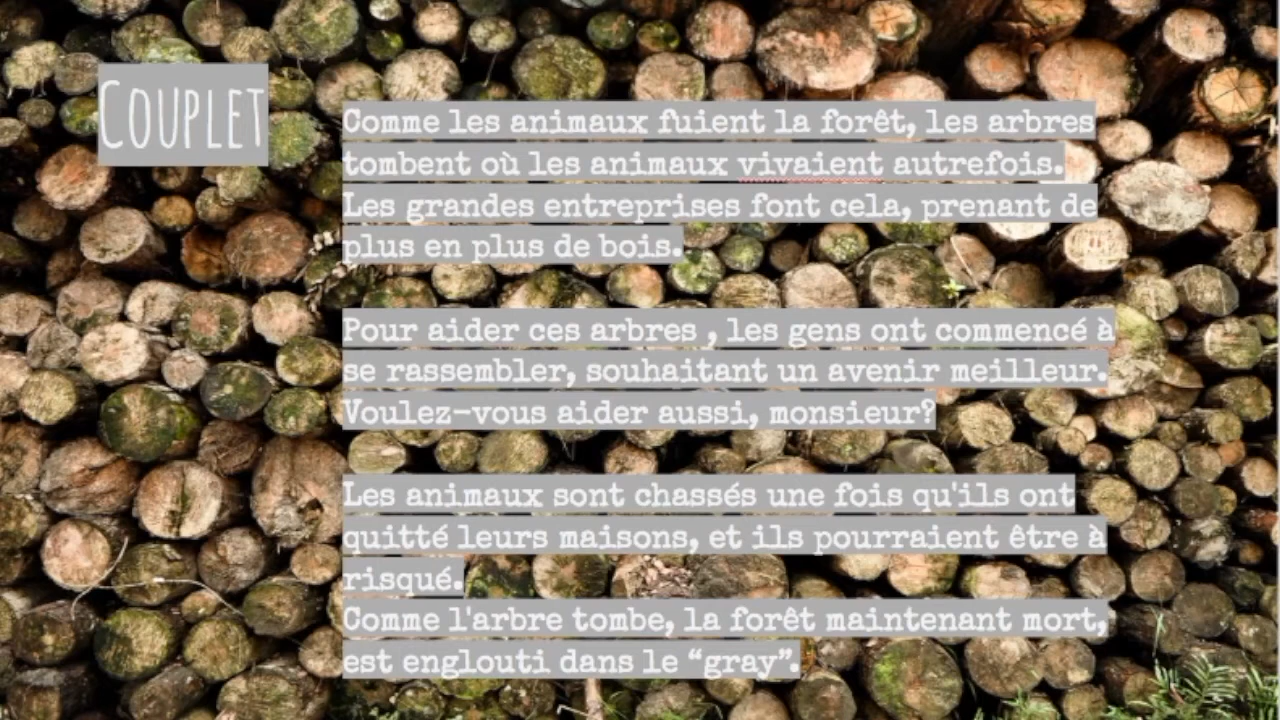 COUPLET
Comme les animaux fuient la forêt, les arbres
tombent où les animaux vivaient autrefois.
Les grandes entreprises font cela, prenant de
plus en plus de bois.
Pour aider ces arbres , les gens ont commencé à
se rassembler, souhaitant un avenir meilleur.
Voulez-vous aider aussi, monsieur?
Les animaux sont chassés une fois qu'ils ont
quitté leurs maisons, et ils pourraient être à
risqué.
Comme l'arbre tombe, la forêt maintenant mort,
est englouti dans le “gray”.